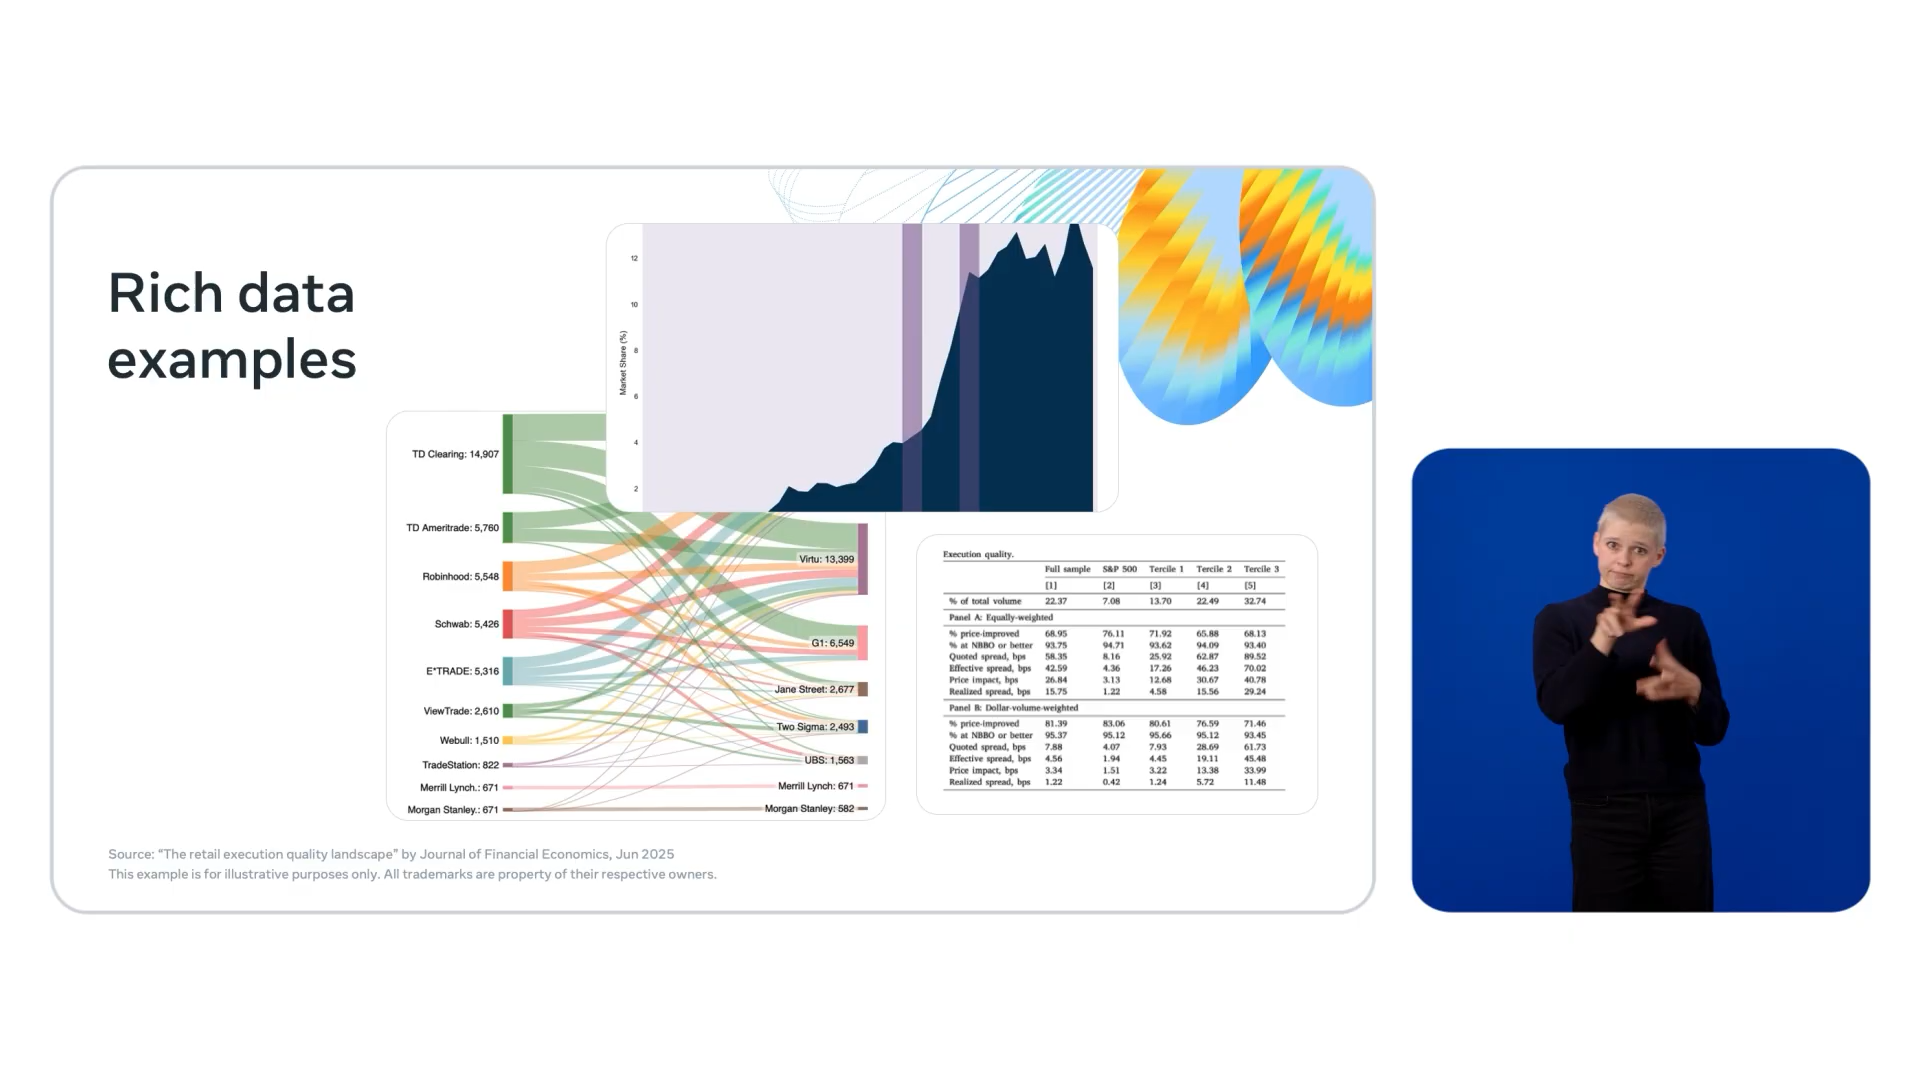 Rich data
examples
12
10
8
6
4
2
Market Share (%)
TD Clearing: 14,907
TD Ameritrade: 5,760
Robinhood: 5,548
Schwab: 5,426
E*TRADE: 5,316
ViewTrade: 2,610
Webull: 1,510
TradeStation: 822
Merrill Lynch.: 671
Morgan Stanley.: 671
Virtu: 13,399
G1: 6,549
Jane Street: 2,677
Two Sigma: 2,493
UBS: 1,563
Merrill Lynch: 671
Morgan Stanley: 582
Execution quality.
Full sample S&P 500 Tercile 1 Tercile 2 Tercile 3
[1] [2] [3] [4] [5]
% of total volume 22.37 7.08 13.70 22.49 32.74
Panel A: Equally-weighted
% price-improved 68.95 76.11 71.92 65.88 68.13
% at NBBO or better 93.75 94.71 93.62 94.09 93.40
Quoted spread, bps 58.35 8.16 25.92 62.87 89.52
Effective spread, bps 42.59 4.36 17.26 46.23 70.02
Price impact, bps 26.84 3.13 12.68 30.67 40.78
Realized spread, bps 15.75 1.22 4.58 15.56 29.24
Panel B: Dollar-volume-weighted
% price-improved 81.39 83.06 80.61 76.59 71.46
% at NBBO or better 95.37 95.12 95.66 95.12 93.45
Quoted spread, bps 7.88 4.07 7.93 28.69 61.73
Effective spread, bps 4.56 1.94 4.45 19.11 45.48
Price impact, bps 3.34 1.51 3.22 13.38 33.99
Realized spread, bps 1.22 0.42 1.24 5.72 11.48
Source: “The retail execution quality landscape” by Journal of Financial Economics, Jun 2025
This example is for illustrative purposes only. All trademarks are property of their respective owners.